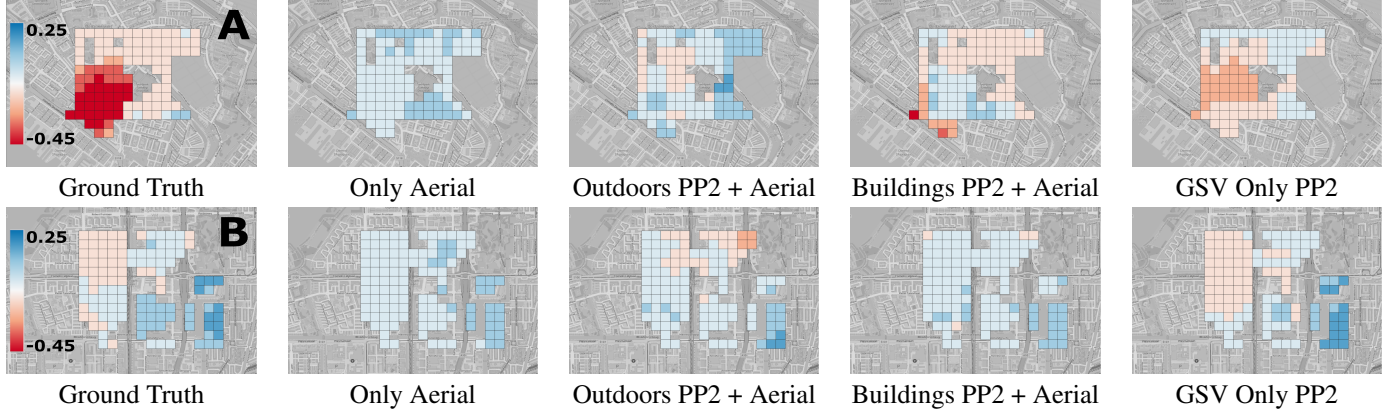 0.25
A
-0.45
Ground Truth
Only Aerial
Outdoors PP2 + Aerial
Buildings PP2 + Aerial
GSV Only PP2
0.25
B
-0.45
Ground Truth
Only Aerial
Outdoors PP2 + Aerial
Buildings PP2 + Aerial
GSV Only PP2